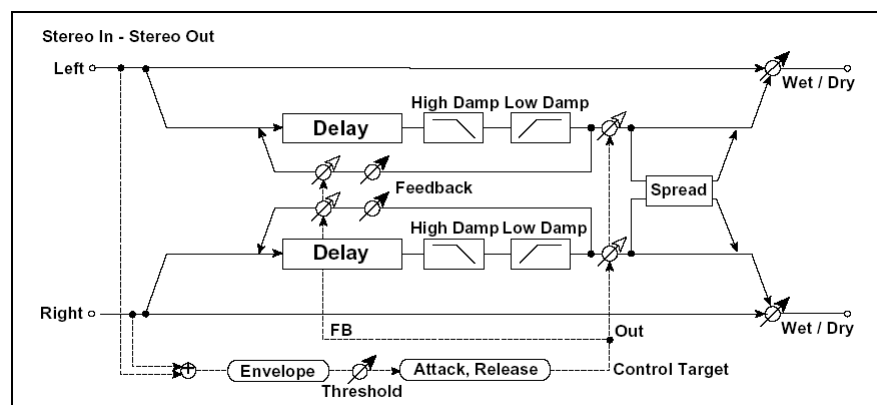 Stereo In - Stereo Out
Left
Wet / Dry
High Damp Low Damp
Delay
Feedback
Spread
High Damp Low Damp
Delay
Right
FB
Out
Wet / Dry
Envelope
Threshold
Attack, Release
Control Target